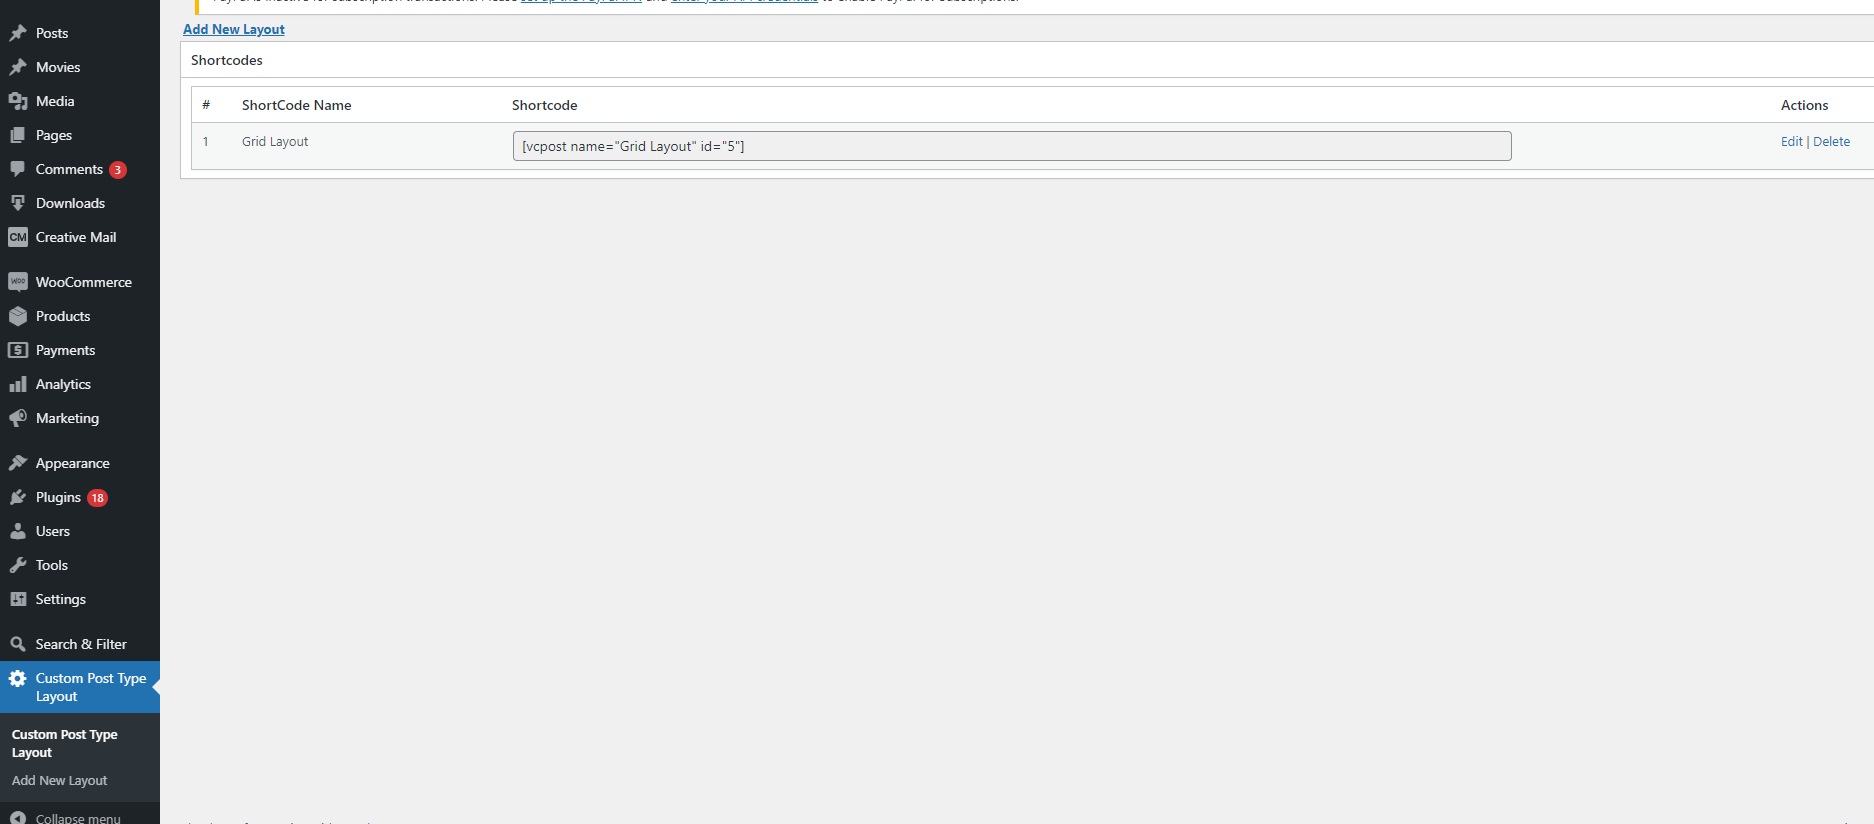 Posts
Movies
Media
Pages
Comments 3
Downloads
CM Creative Mail
WOO WooCommerce
Products
Payments
Analytics
Marketing
Appearance
Plugins 18
Users
Tools
Settings
Search & Filter
Custom Post Type
Layout
Custom Post Type
Layout
Add New Layout
Collapse menu
Add New Layout
Shortcodes
# ShortCode Name Shortcode Actions
1 Grid Layout [vcpost name="Grid Layout" id="5"] Edit | Delete